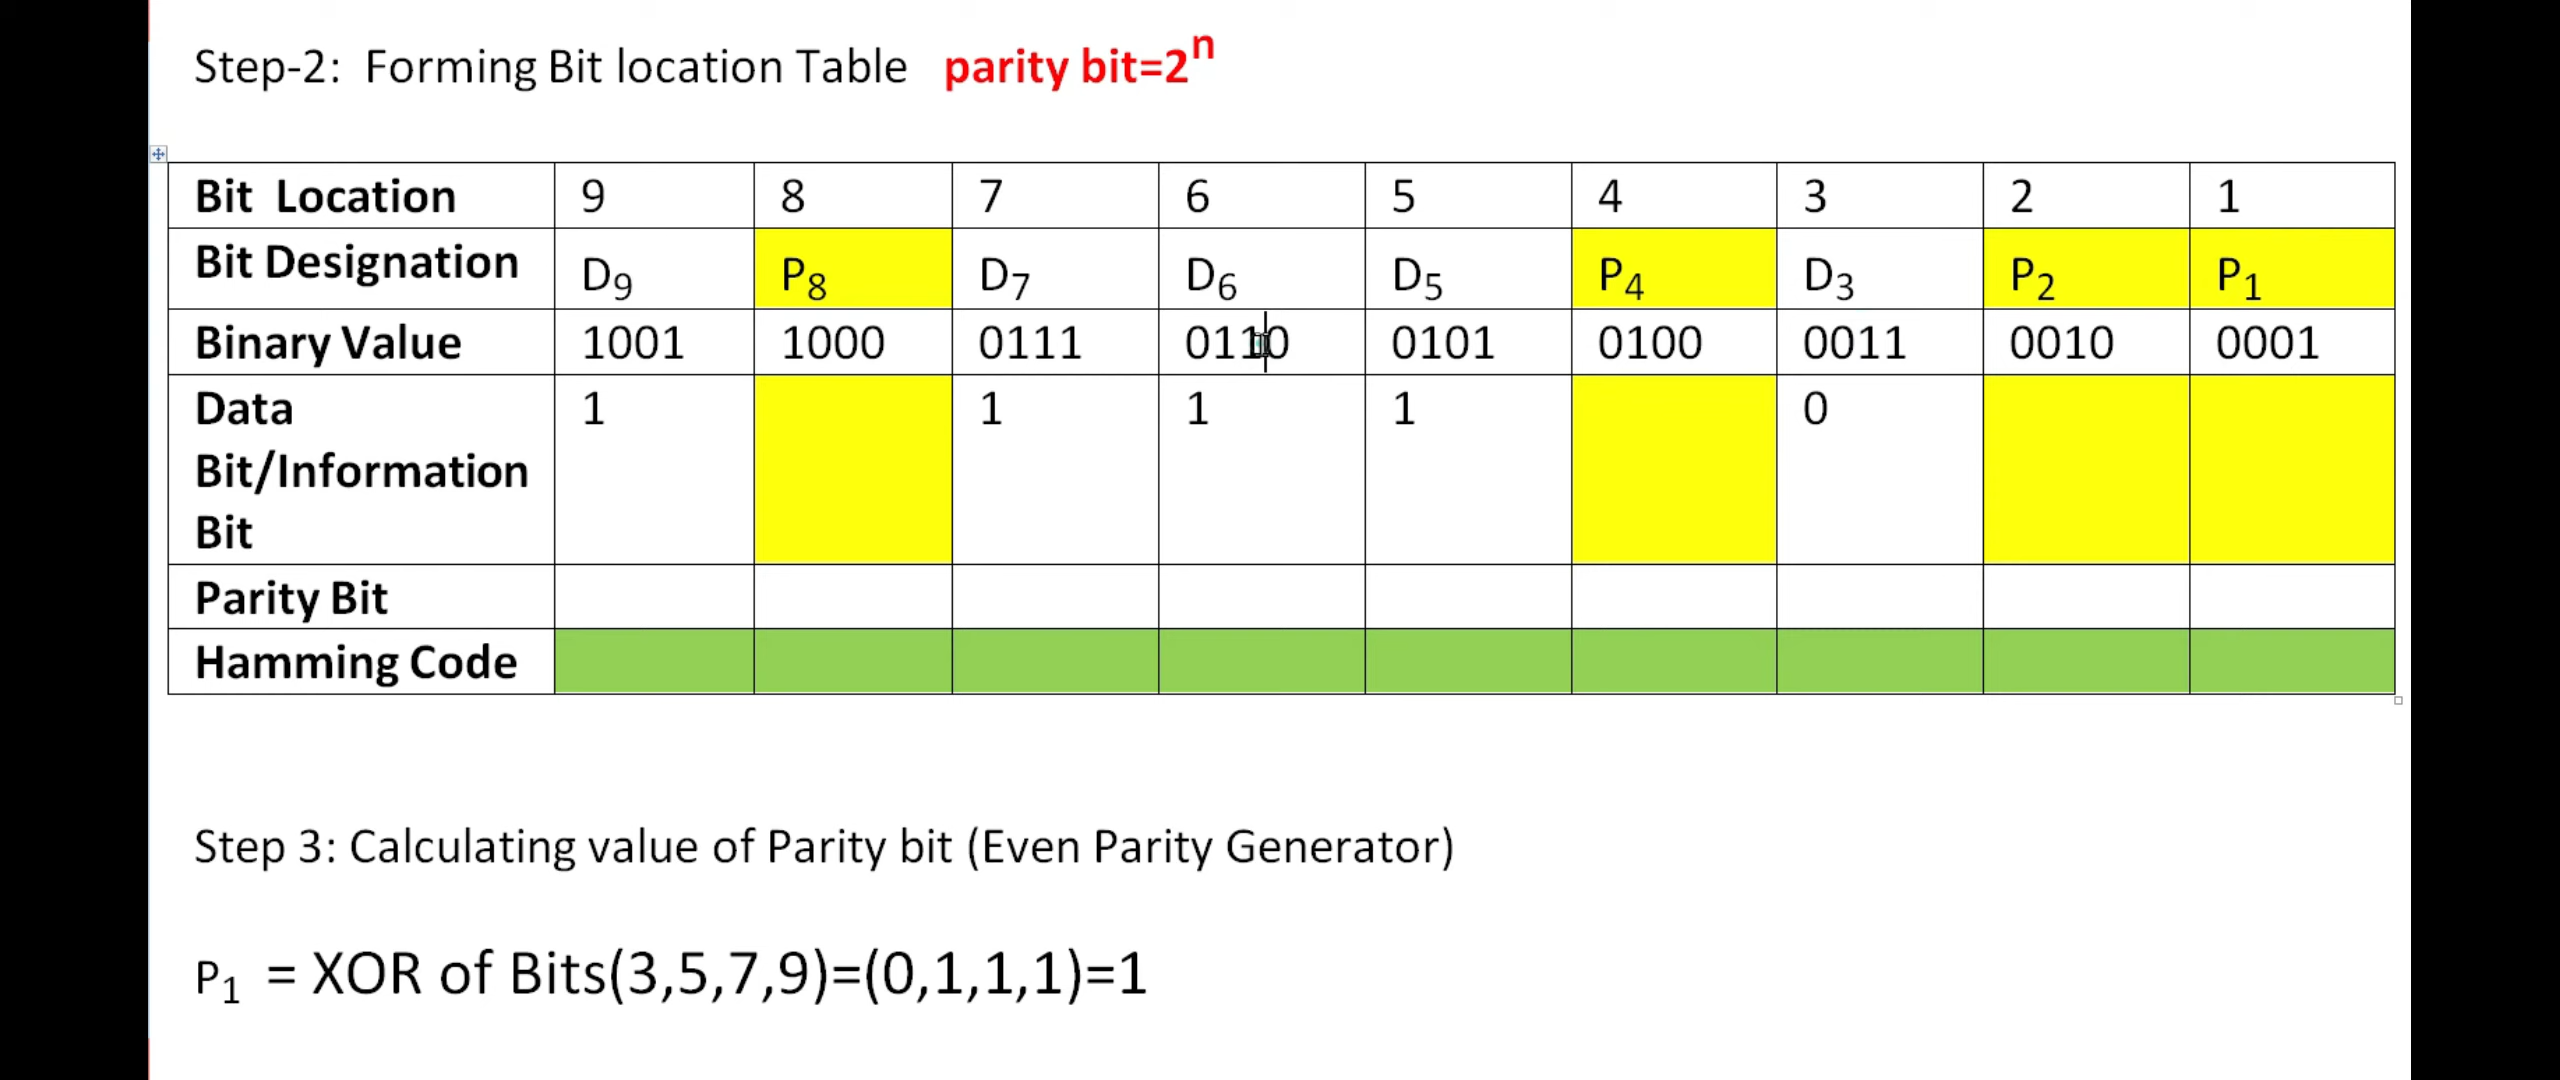 Step-2: Forming Bit location Table parity bit=2ⁿ
Bit Location 9 8 7 6 5 4 3 2 1
Bit Designation D₉ P₈ D₇ D₆ D₅ P₄ D₃ P₂ P₁
Binary Value 1001 1000 0111 0110 0101 0100 0011 0010 0001
Data 1 1 1 1 0
Bit/Information
Bit
Parity Bit
Hamming Code
Step 3: Calculating value of Parity bit (Even Parity Generator)
P₁ = XOR of Bits(3,5,7,9)=(0,1,1,1)=1